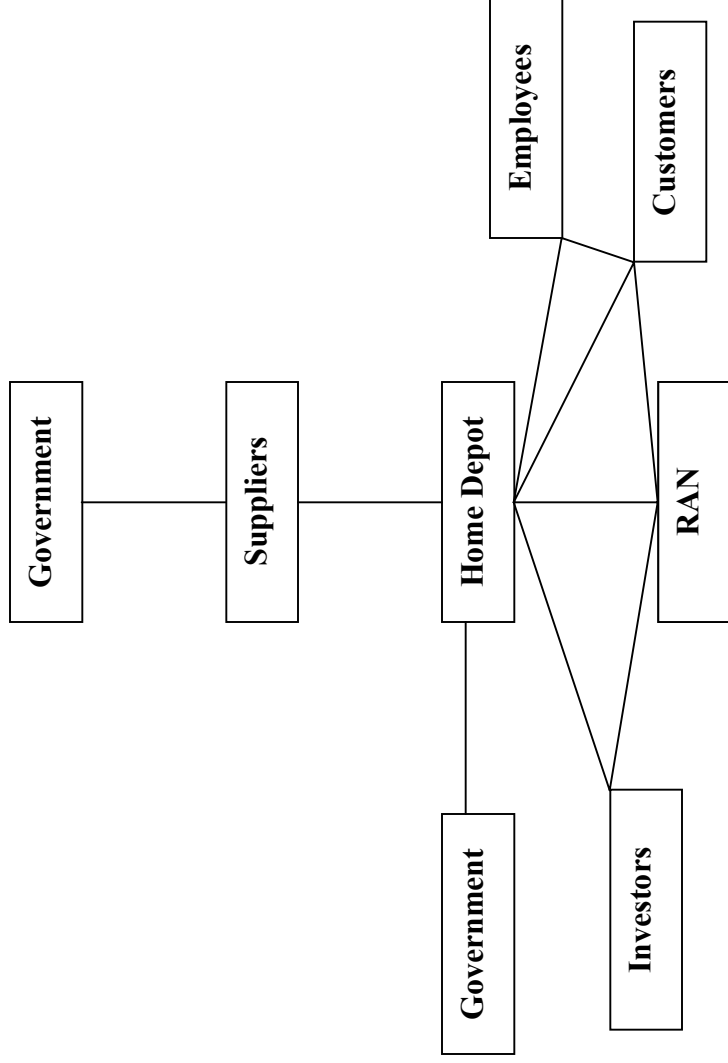 Government
Suppliers
Home Depot
Government
Employees
Customers
RAN
Investors